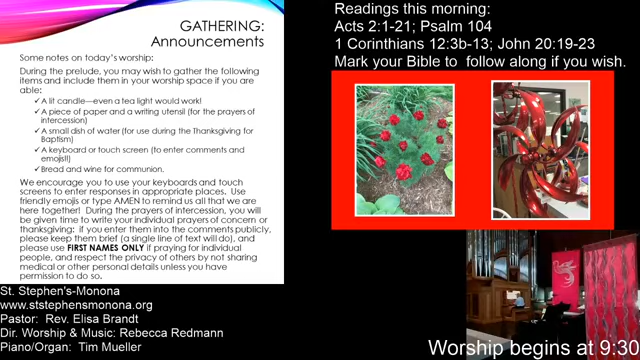 GATHERING:
Announcements
Some notes on today's worship:
During the prelude, you may wish to gather the following
items and include them in your worship space if you are
able:
✓A lit candle—even a tea light would work!
✓A piece of paper and a writing utensil (for the prayers of
intercession)
✓A small dish of water (for use during the Thanksgiving for
Baptism)
✓A keyboard or touch screen (to enter comments and
emojis!!)
✓Bread and wine for communion.
We encourage you to use your keyboards and touch
screens to enter responses in appropriate places. Use
friendly emojis or type AMEN to remind us all that we are
here together! During the prayers of intercession, you will
be given time to write your individual prayers of concern or
thanksgiving: if you enter them into the comments publicly,
please keep them brief (a single line of text will do), and
please use FIRST NAMES ONLY if praying for individual
people, and respect the privacy of others by not sharing
medical or other personal details unless you have
permission to do so.
St. Stephen's-Monona
www.ststephensmonona.org
Pastor: Rev. Elisa Brandt
Dir. Worship & Music: Rebecca Redmann
Piano/Organ: Tim Mueller
Readings this morning:
Acts 2:1-21; Psalm 104
1 Corinthians 12:3b-13; John 20:19-23
Mark your Bible to follow along if you wish.
Worship begins at 9:30